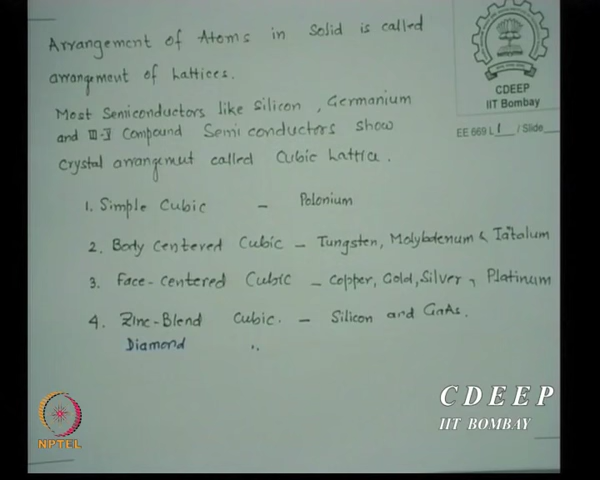 Arrangement of Atoms in Solid is called
arrangement of Lattices.
Most Semiconductors like Silicon, Germanium
and III-V Compound Semiconductors show
Crystal arrangemut called Cubic Lattice.
1. Simple Cubic – Polonium
2. Body Centered Cubic – Tungsten, Molybdenum & Tatalum
3. Face-Centered Cubic – Copper, Gold, Silver, Platinum
4. Zinc-Blend Cubic. – Silicon and GaAs.
Diamond "
CDEEP
IIT Bombay
EE 669 L 1 / Slide
NPTEL
CDEEP
IIT BOMBAY